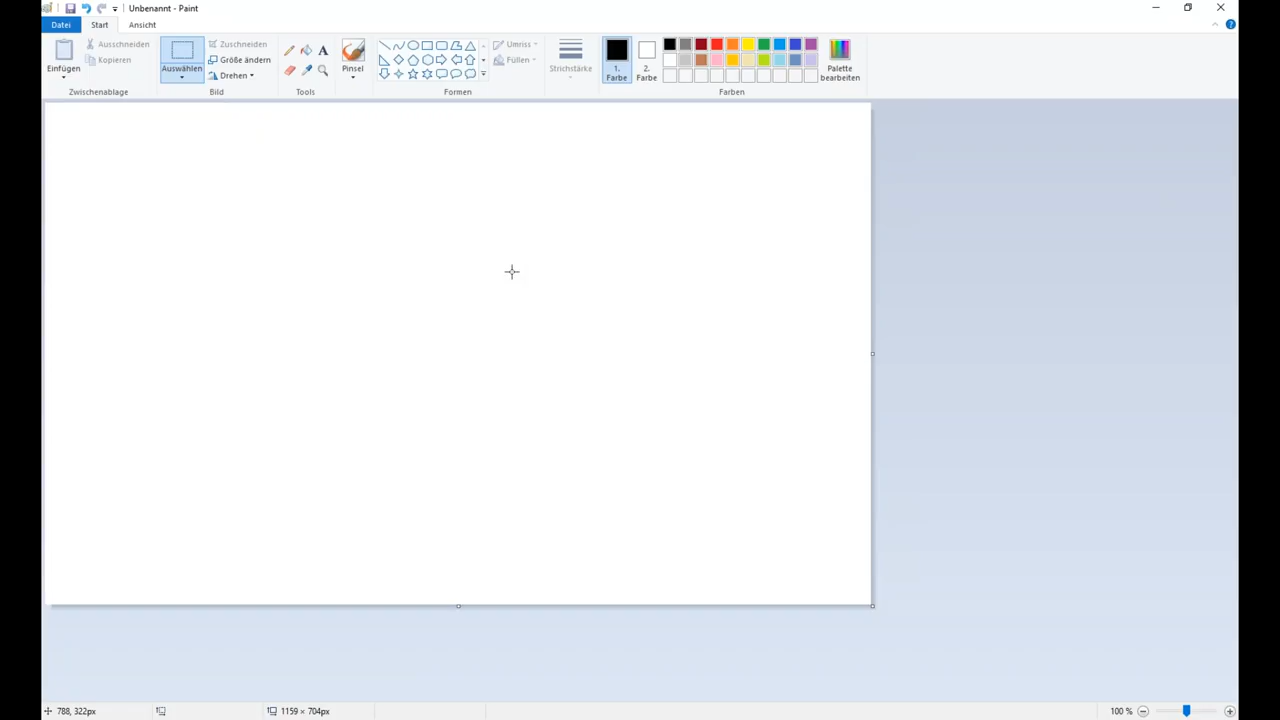 Unbenannt - Paint
Datei Start Ansicht
Einfügen
Ausschneiden
Kopieren
Zwischenablage
Auswählen
Zuschneiden
Größe ändern
Drehen
Bild
Tools
Pinsel
Formen
Umriss
Füllen
Strichstärke
1.
Farbe
2.
Farbe
Farben
Palette
bearbeiten
788, 322px
1159 × 704px
100 %